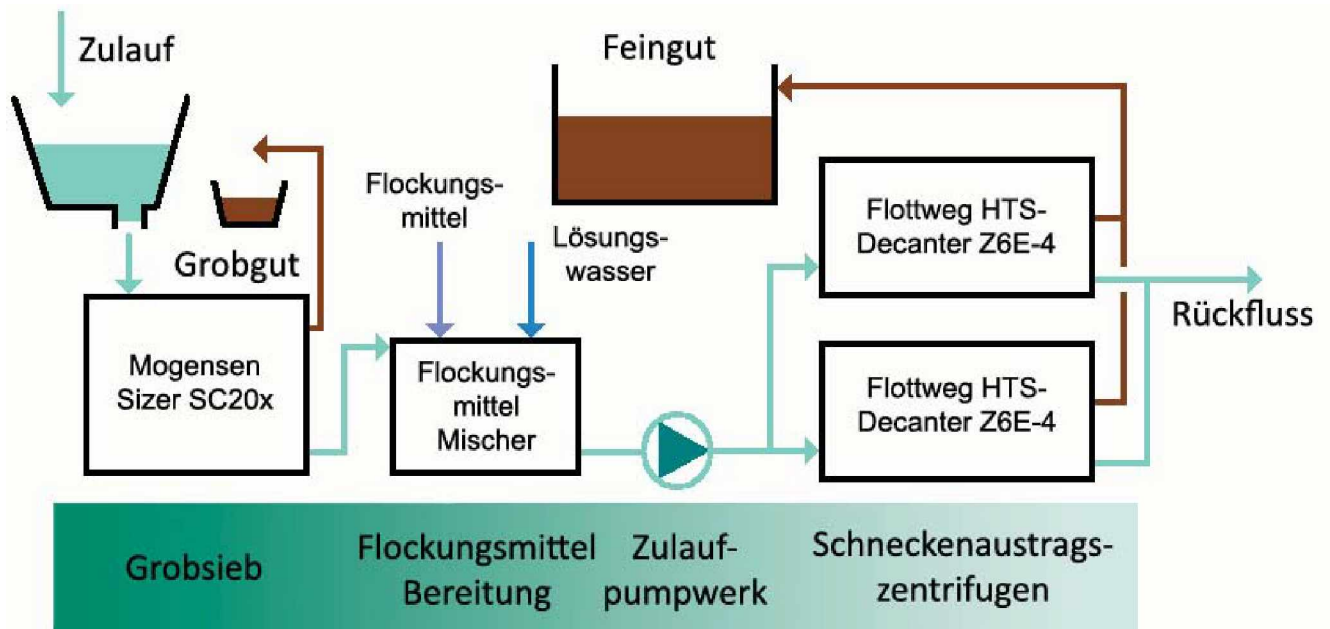 Zulauf
Feingut
Flockungs-
mittel
Lösungs-
wasser
Grobgut
Flottweg HTS-
Decanter Z6E-4
Rückfluss
Mogensen
Sizer SC20x
Flockungs-
mittel
Mischer
Flottweg HTS-
Decanter Z6E-4
Grobsieb
Flockungsmittel
Bereitung
Zulauf-
pumpwerk
Schneckenaustrags-
zentrifugen